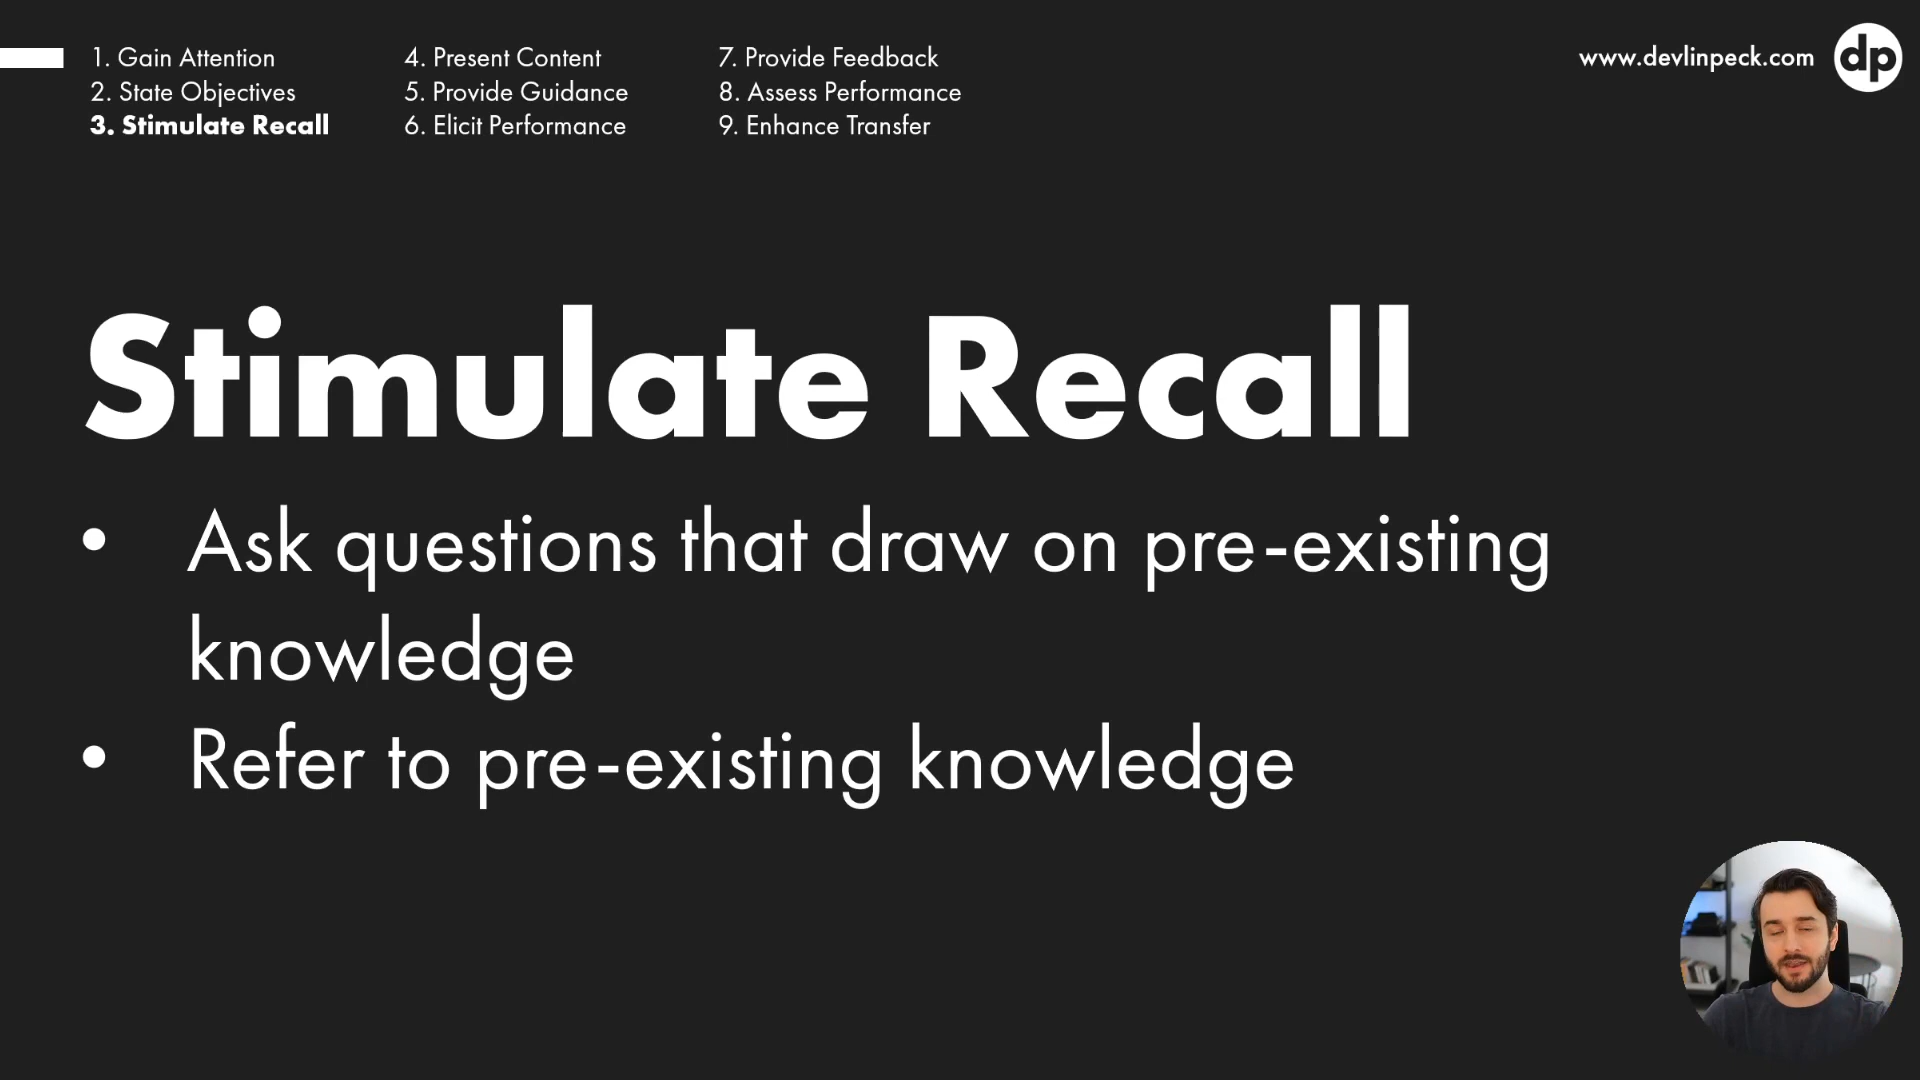 1. Gain Attention
2. State Objectives
3. Stimulate Recall
4. Present Content
5. Provide Guidance
6. Elicit Performance
7. Provide Feedback
8. Assess Performance
9. Enhance Transfer
www.devlinpeck.com
dp
Stimulate Recall
• Ask questions that draw on pre-existing
knowledge
• Refer to pre-existing knowledge